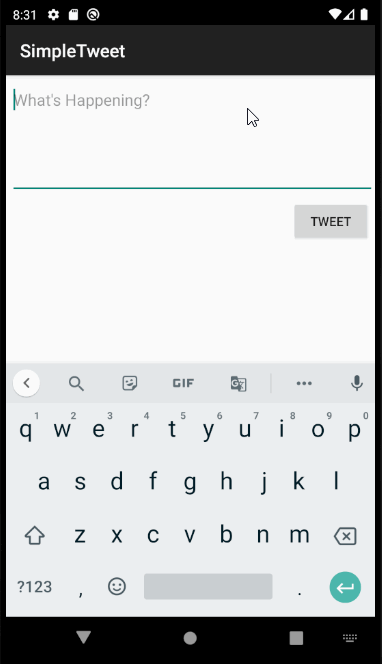 8:31
SimpleTweet
What's Happening?
TWEET
GIF
1 2 3 4 5 6 7 8 9 0
q w e r t y u i o p
a s d f g h j k l
z x c v b n m
?123 , .